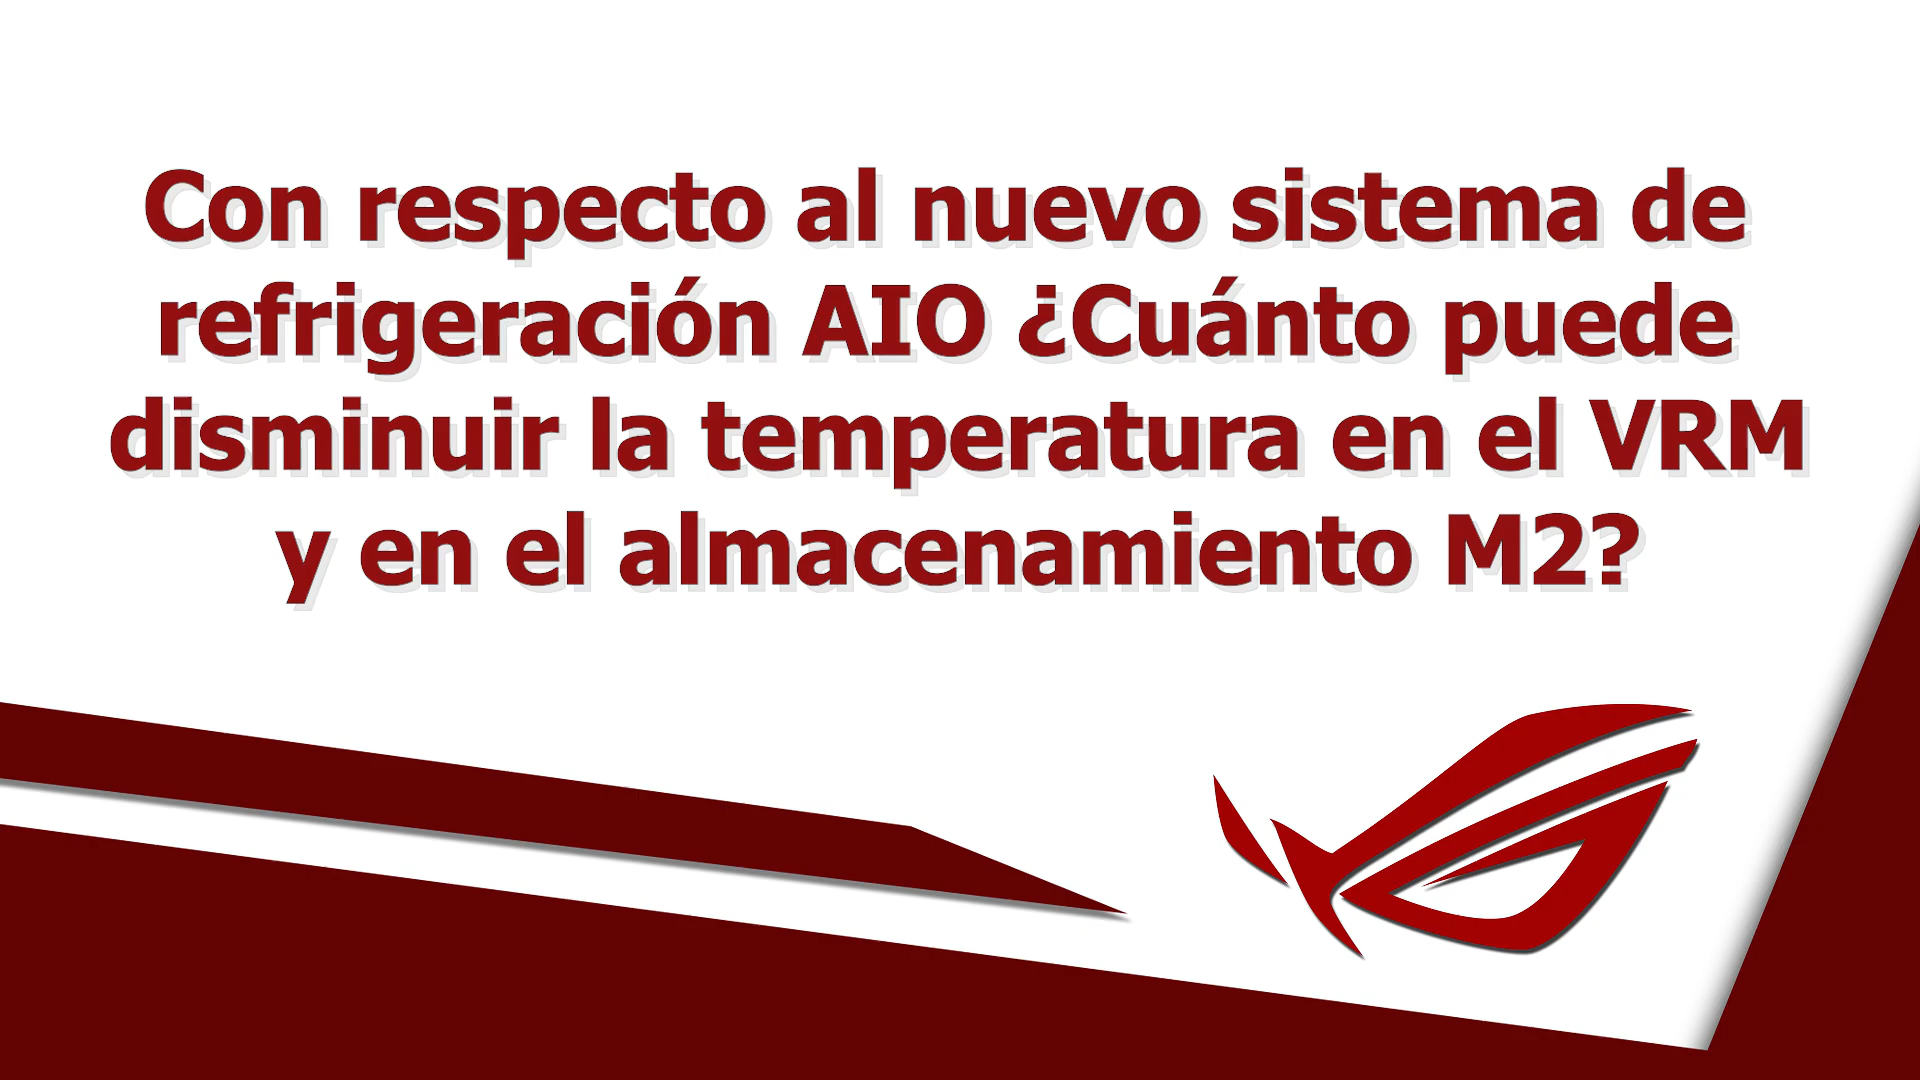 Con respecto al nuevo sistema de
refrigeración AIO ¿Cuánto puede
disminuir la temperatura en el VRM
y en el almacenamiento M2?